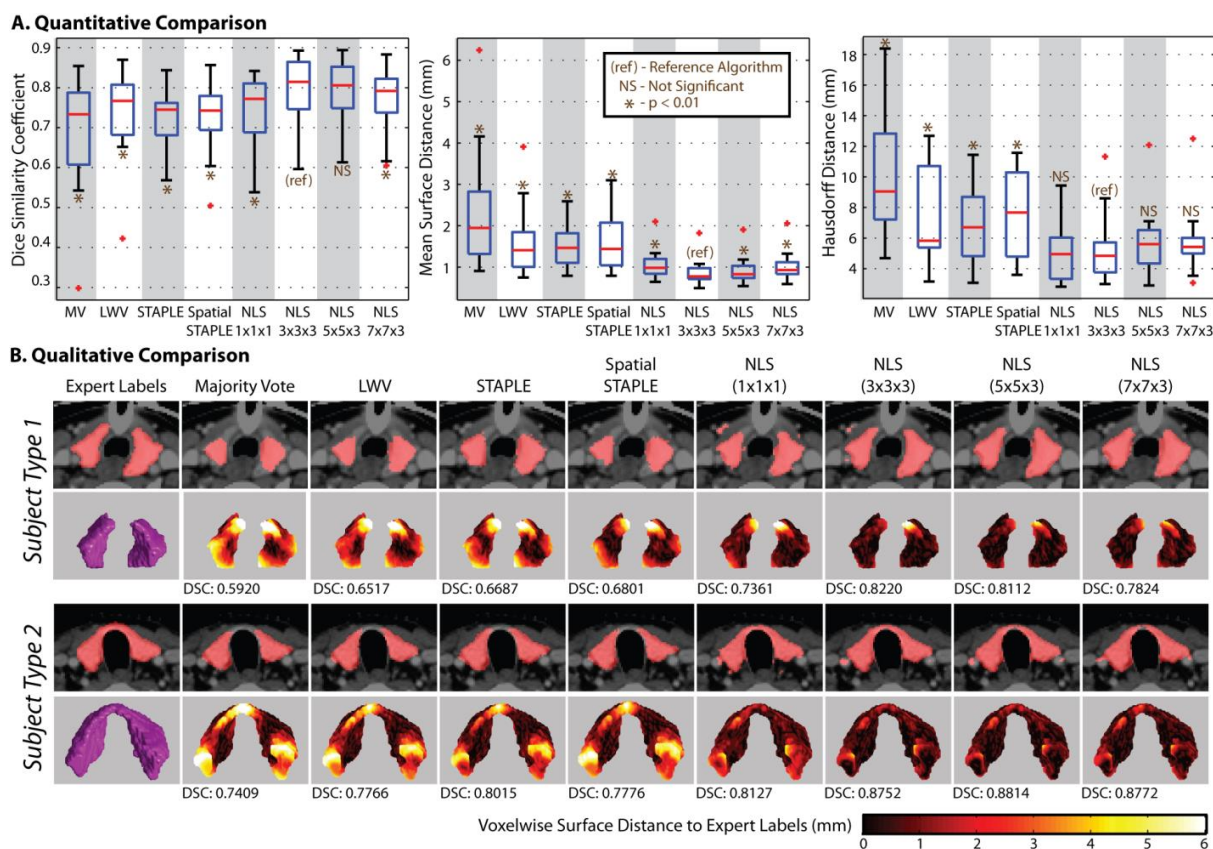 A. Quantitative Comparison
Dice Similarity Coefficient
0.9
0.8
0.7
0.6
0.5
0.4
0.3
* * * * * (ref) NS *
MV LWV STAPLE Spatial STAPLE NLS 1x1x1 NLS 3x3x3 NLS 5x5x3 NLS 7x7x3
Mean Surface Distance (mm)
6
5
4
3
2
1
(ref) - Reference Algorithm
NS - Not Significant
* - p < 0.01
* * * * * (ref) * *
MV LWV STAPLE Spatial STAPLE NLS 1x1x1 NLS 3x3x3 NLS 5x5x3 NLS 7x7x3
Hausdorff Distance (mm)
18
16
14
12
10
8
6
4
* * * * NS (ref) NS NS
MV LWV STAPLE Spatial STAPLE NLS 1x1x1 NLS 3x3x3 NLS 5x5x3 NLS 7x7x3
B. Qualitative Comparison
Expert Labels Majority Vote LWV STAPLE Spatial STAPLE NLS (1x1x1) NLS (3x3x3) NLS (5x5x3) NLS (7x7x3)
Subject Type 1
DSC: 0.5920 DSC: 0.6517 DSC: 0.6687 DSC: 0.6801 DSC: 0.7361 DSC: 0.8220 DSC: 0.8112 DSC: 0.7824
Subject Type 2
DSC: 0.7409 DSC: 0.7766 DSC: 0.8015 DSC: 0.7776 DSC: 0.8127 DSC: 0.8752 DSC: 0.8814 DSC: 0.8772
Voxelwise Surface Distance to Expert Labels (mm)
0 1 2 3 4 5 6